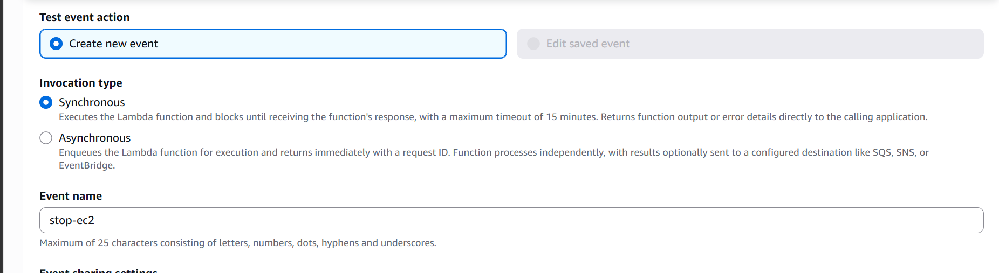 Test event action
Create new event
Edit saved event
Invocation type
Synchronous
Executes the Lambda function and blocks until receiving the function's response, with a maximum timeout of 15 minutes. Returns function output or error details directly to the calling application.
Asynchronous
Enqueues the Lambda function for execution and returns immediately with a request ID. Function processes independently, with results optionally sent to a configured destination like SQS, SNS, or
EventBridge.
Event name
stop-ec2
Maximum of 25 characters consisting of letters, numbers, dots, hyphens and underscores.
Event sharing settings